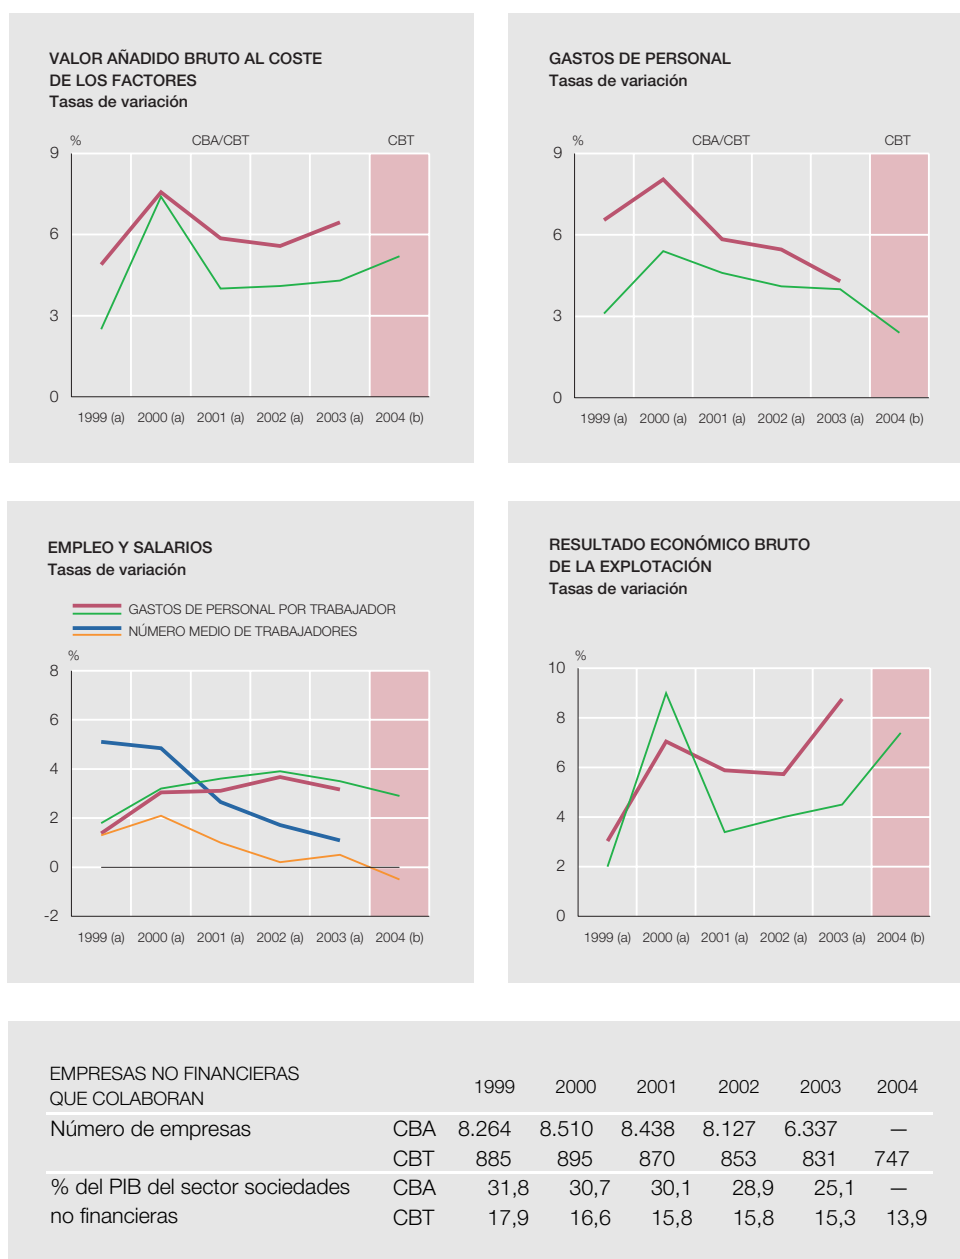 VALOR AÑADIDO BRUTO AL COSTE
DE LOS FACTORES
Tasas de variación
% CBA/CBT CBT
9
6
3
0
1999 (a) 2000 (a) 2001 (a) 2002 (a) 2003 (a) 2004 (b)
GASTOS DE PERSONAL
Tasas de variación
% CBA/CBT CBT
9
6
3
0
1999 (a) 2000 (a) 2001 (a) 2002 (a) 2003 (a) 2004 (b)
EMPLEO Y SALARIOS
Tasas de variación
GASTOS DE PERSONAL POR TRABAJADOR
NÚMERO MEDIO DE TRABAJADORES
%
8
6
4
2
0
-2
1999 (a) 2000 (a) 2001 (a) 2002 (a) 2003 (a) 2004 (b)
RESULTADO ECONÓMICO BRUTO
DE LA EXPLOTACIÓN
Tasas de variación
%
10
8
6
4
2
0
1999 (a) 2000 (a) 2001 (a) 2002 (a) 2003 (a) 2004 (b)
EMPRESAS NO FINANCIERAS
QUE COLABORAN 1999 2000 2001 2002 2003 2004
Número de empresas CBA 8.264 8.510 8.438 8.127 6.337 —
CBT 885 895 870 853 831 747
% del PIB del sector sociedades CBA 31,8 30,7 30,1 28,9 25,1 —
no financieras CBT 17,9 16,6 15,8 15,8 15,3 13,9